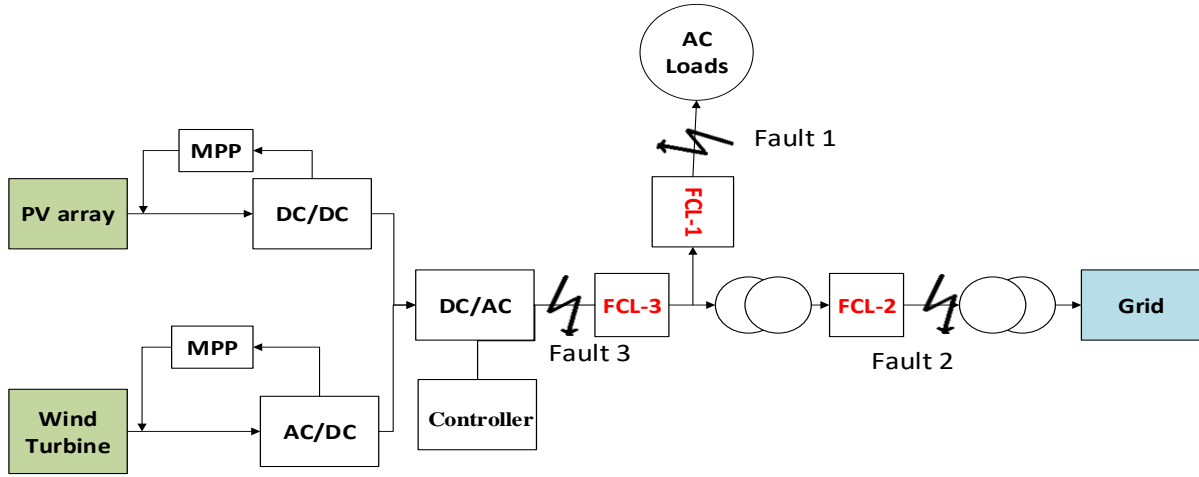 AC
Loads
Fault 1
MPP
PV array
DC/DC
FCL-1
DC/AC
FCL-3
FCL-2
Grid
Fault 3
Fault 2
MPP
Wind
Turbine
AC/DC
Controller